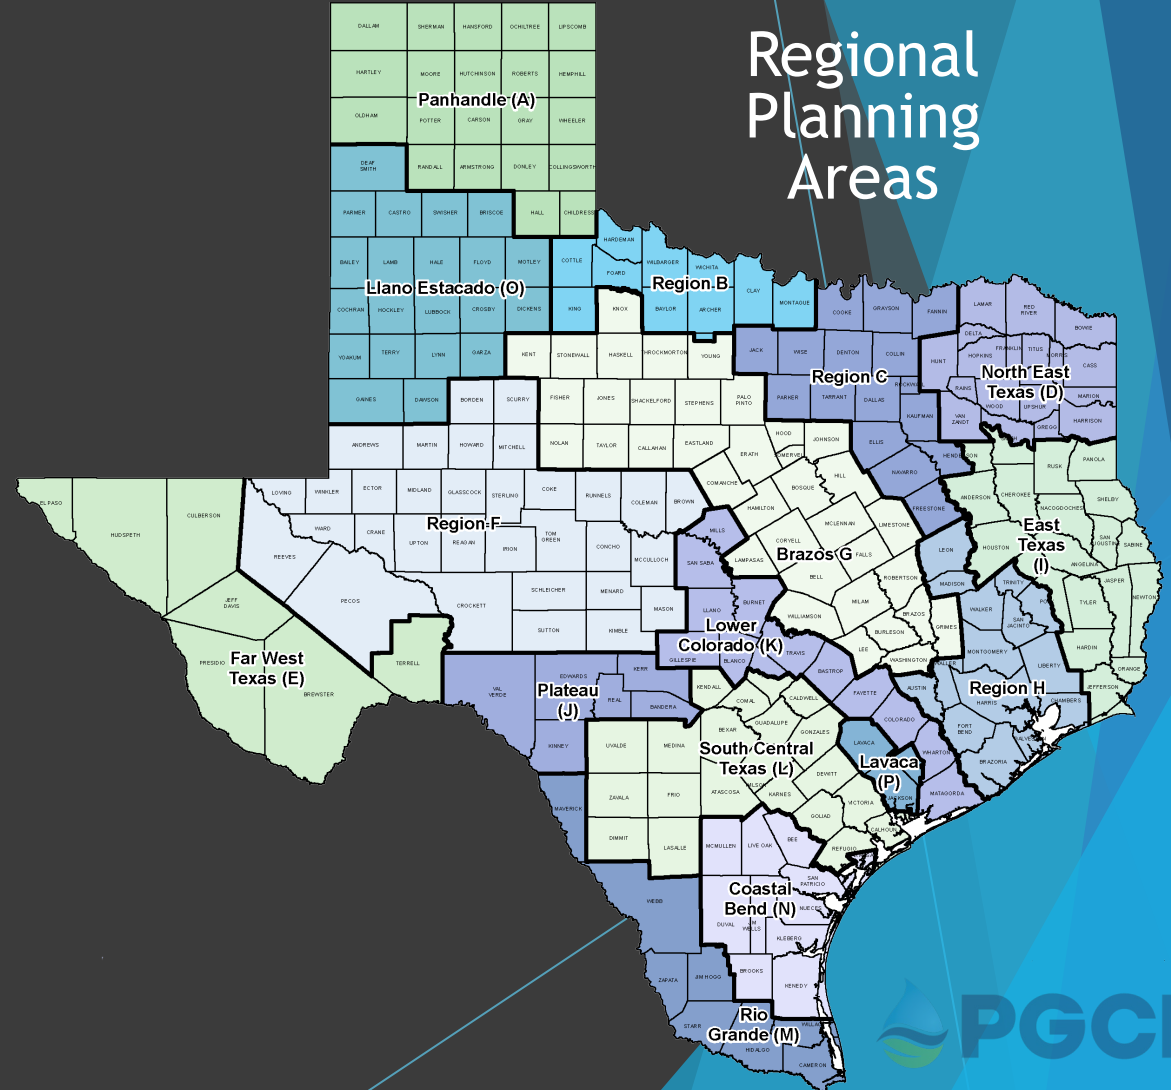 Regional
Planning
Areas
DALLAM
SHERMAN
HANSFORD
OCHILTREE
LIPSCOMB
HARTLEY
MOORE
HUTCHINSON
ROBERTS
HEMPHILL
Panhandle (A)
OLDHAM
POTTER
CARSON
GRAY
WHEELER
DEAF
SMITH
RANDALL
ARMSTRONG
DONLEY
COLLINGSWORTH
PARMER
CASTRO
SWISHER
BRISCOE
HALL
CHILDRESS
BAILEY
LAMB
HALE
FLOYD
MOTLEY
COTTLE
HARDEMAN
FOARD
WILBARGER
WICHITA
CLAY
MONTAGUE
Llano Estacado (O)
Region B
COCHRAN
HOCKLEY
LUBBOCK
CROSBY
DICKENS
KING
KNOX
BAYLOR
ARCHER
COOKE
GRAYSON
FANNIN
LAMAR
RED
RIVER
BOWIE
DELTA
YOAKUM
TERRY
LYNN
GARZA
KENT
STONEWALL
HASKELL
HROCKMORTON
YOUNG
JACK
WISE
DENTON
COLLIN
HUNT
HOPKINS
FRANKLIN
TITUS
CASS
Region C
North East
Texas (D)
GAINES
DAWSON
BORDEN
SCURRY
FISHER
JONES
SHACKELFORD
STEPHENS
PALO
PINTO
PARKER
TARRANT
DALLAS
KAUFMAN
RAINS
WOOD
UPSHUR
MARION
VAN
ZANDT
GREGG
HARRISON
ANDREWS
MARTIN
HOWARD
MITCHELL
NOLAN
TAYLOR
CALLAHAN
EASTLAND
ERATH
HOOD
JOHNSON
ELLIS
HENDERSON
RUSK
PANOLA
LOVING
WINKLER
ECTOR
MIDLAND
GLASSCOCK
STERLING
COKE
RUNNELS
COLEMAN
BROWN
COMANCHE
BOSQUE
HILL
NAVARRO
ANDERSON
CHEROKEE
SHELBY
EL PASO
HUDSPETH
CULBERSON
Region F
WARD
CRANE
UPTON
REAGAN
IRION
TOM
GREEN
CONCHO
MCCULLOCH
MILLS
HAMILTON
MCLENNAN
LIMESTONE
FREESTONE
NACOGDOCHES
SAN
AUGUSTIN
SABINE
East
Texas
(I)
REEVES
PECOS
CROCKETT
SCHLEICHER
MENARD
MASON
SAN SABA
LAMPASAS
CORYELL
FALLS
Brazos G
BELL
LEON
HOUSTON
ANGELINA
JEFF
DAVIS
SUTTON
KIMBLE
LLANO
BURNET
WILLIAMSON
MILAM
ROBERTSON
BRAZOS
MADISON
GRIMES
WALKER
TRINITY
SAN
JACINTO
TYLER
JASPER
NEWTON
Lower
Colorado (K)
PRESIDIO
BREWSTER
TERRELL
Far West
Texas (E)
GILLESPIE
BLANCO
TRAVIS
BASTROP
LEE
BURLESON
WASHINGTON
MONTGOMERY
LIBERTY
HARDIN
ORANGE
JEFFERSON
CHAMBERS
VAL
VERDE
EDWARDS
KERR
REAL
BANDERA
KINNEY
Plateau
(J)
KENDALL
COMAL
CALDWELL
FAYETTE
AUSTIN
Region H
HARRIS
FORT
BEND
BRAZORIA
COLORADO
WHARTON
MATAGORDA
UVALDE
MEDINA
BEXAR
GUADALUPE
GONZALES
LAVACA
South Central
Texas (L)
Lavaca
(P)
JACKSON
ZAVALA
FRIO
ATASCOSA
KARNES
DEWITT
VICTORIA
GOLIAD
CALHOUN
REFUGIO
MAVERICK
DIMMIT
LASALLE
MCMULLEN
LIVE OAK
BEE
SAN
PATRICIO
Coastal
Bend (N)
WEBB
DUVAL
JIM
WELLS
NUECES
KLEBERG
ZAPATA
JIM HOGG
BROOKS
KENEDY
Rio
Grande (M)
STARR
HIDALGO
CAMERON
PGC